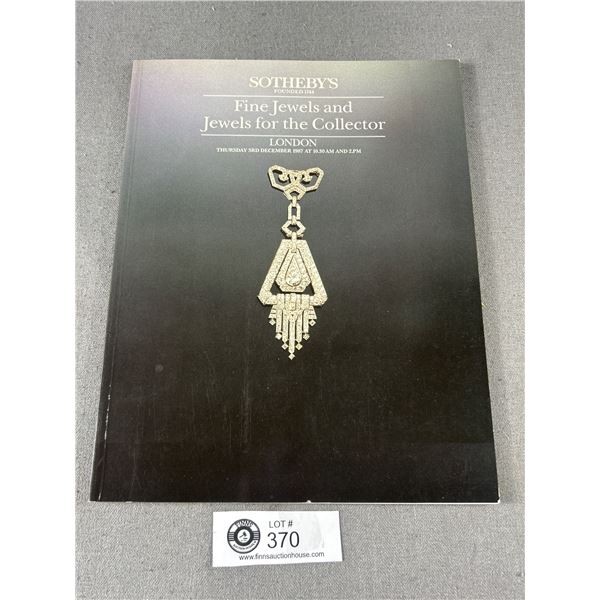 SOTHEBY'S
FOUNDED 1744
Fine Jewels and
Jewels for the Collector
LONDON
THURSDAY 3RD DECEMBER 1987 AT 10.30 AM AND 2 PM
LOT #
370
www.finnsauctionhouse.com